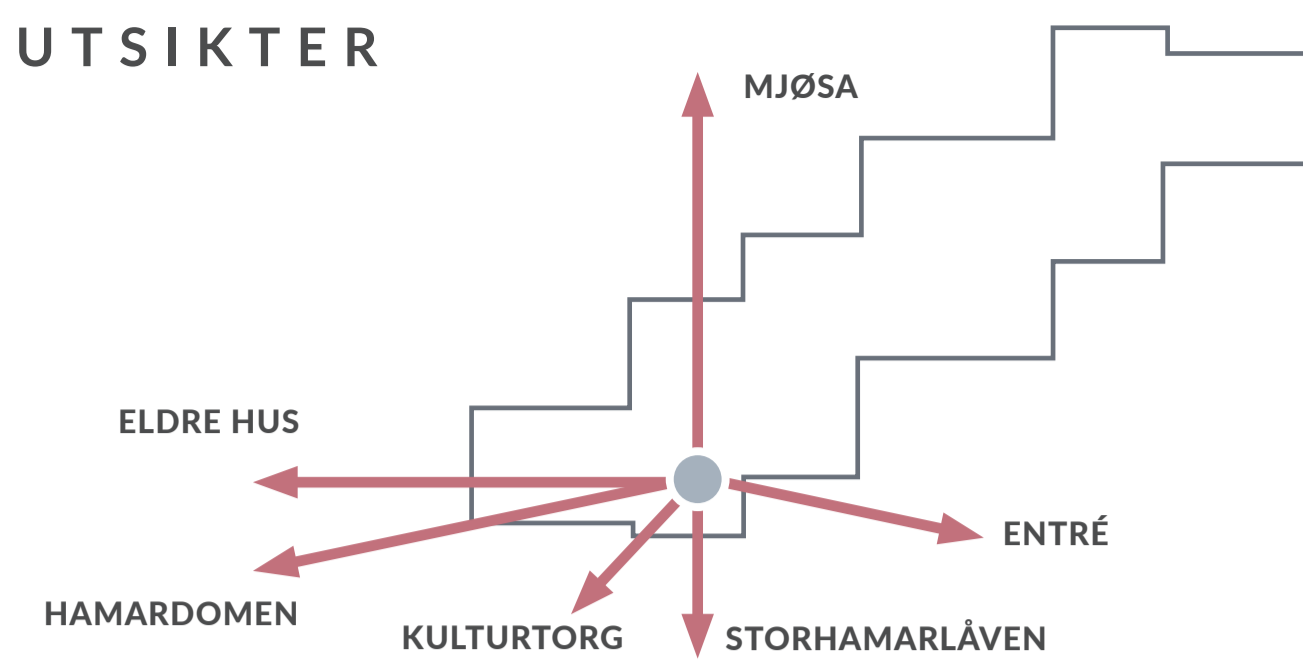 UTSIKTER
MJØSA
ELDRE HUS
ENTRÉ
HAMARDOMEN
KULTURTORG
STORHAMARLÅVEN